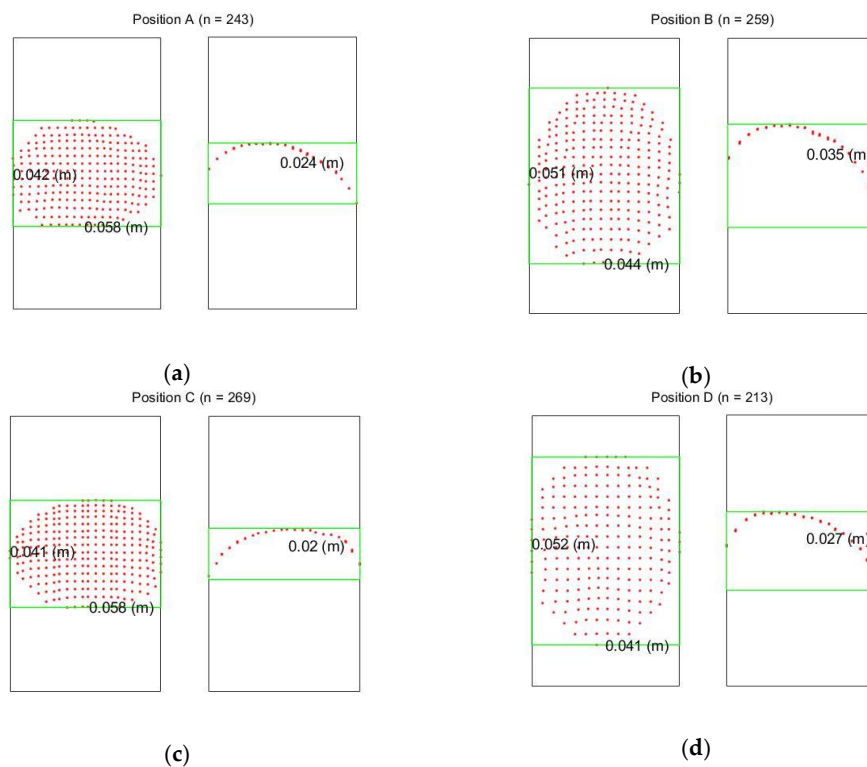 Position A (n = 243)
0.042 (m)
0.058 (m)
0.024 (m)
(a)
Position B (n = 259)
0.051 (m)
0.044 (m)
0.035 (m
(b)
Position C (n = 269)
0.041 (m)
0.058 (m)
0.02 (m)
(c)
Position D (n = 213)
0.052 (m)
0.041 (m)
0.027 (m)
(d)